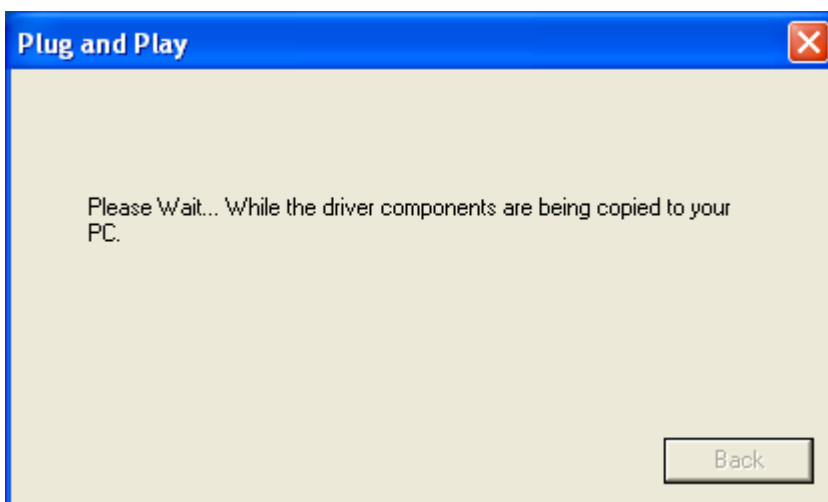 Plug and Play
Please Wait... While the driver components are being copied to your
PC.
Back